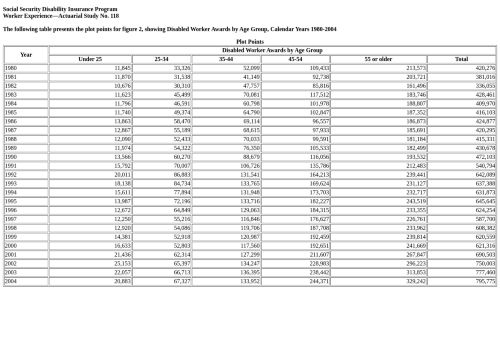 Social Security Disability Insurance Program
Worker Experience—Actuarial Study No. 118
The following table presents the plot points for figure 2, showing Disabled Worker Awards by Age Group, Calendar Years 1980-2004
Plot Points
Year Disabled Worker Awards by Age Group
Under 25 25-34 35-44 45-54 55 or older Total
1980 11,845 33,326 52,099 109,433 213,573 420,276
1981 11,870 31,538 41,149 92,738 203,721 381,016
1982 10,676 30,310 47,757 85,816 161,496 336,055
1983 11,623 45,499 70,081 117,512 183,746 428,461
1984 11,796 46,591 60,798 101,978 188,807 409,970
1985 11,740 49,374 64,790 102,847 187,352 416,103
1986 13,863 58,470 69,114 96,557 186,873 424,877
1987 12,867 55,189 68,615 97,933 185,691 420,295
1988 12,090 52,433 70,033 99,591 181,184 415,331
1989 11,974 54,322 76,350 105,533 182,499 430,678
1990 13,566 60,270 88,679 116,056 193,532 472,103
1991 15,792 70,007 106,726 135,786 212,483 540,794
1992 20,011 86,883 131,541 164,213 239,441 642,089
1993 18,138 84,734 133,765 169,624 231,127 637,388
1994 15,611 77,894 131,948 173,703 232,717 631,873
1995 13,987 72,196 133,716 182,227 243,519 645,645
1996 12,672 64,849 129,063 184,315 233,355 624,254
1997 12,250 55,216 116,846 176,627 226,761 587,700
1998 12,920 54,086 119,706 187,708 233,962 608,382
1999 14,381 52,918 120,987 192,459 239,814 620,559
2000 16,633 52,803 117,560 192,651 241,669 621,316
2001 21,436 62,314 127,299 211,607 267,847 690,503
2002 25,153 65,397 134,247 228,983 296,223 750,003
2003 22,057 66,713 136,395 238,442 313,853 777,460
2004 20,883 67,327 133,952 244,371 329,242 795,775